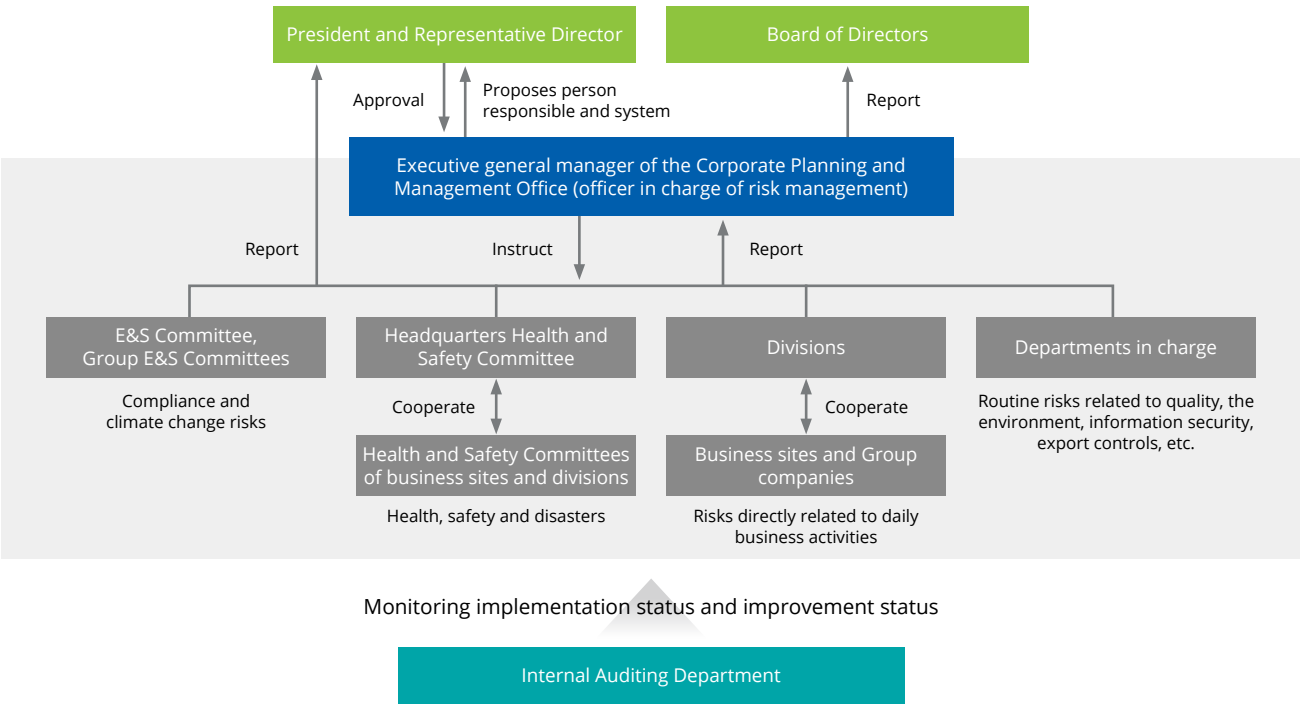 President and Representative Director
Board of Directors
Approval
Proposes person
responsible and system
Report
Executive general manager of the Corporate Planning and
Management Office (officer in charge of risk management)
Report
Instruct
Report
E&S Committee,
Group E&S Committees
Headquarters Health and
Safety Committee
Divisions
Departments in charge
Compliance and
climate change risks
Cooperate
Cooperate
Routine risks related to quality, the
environment, information security,
export controls, etc.
Health and Safety Committees
of business sites and divisions
Business sites and Group
companies
Health, safety and disasters
Risks directly related to daily
business activities
Monitoring implementation status and improvement status
Internal Auditing Department